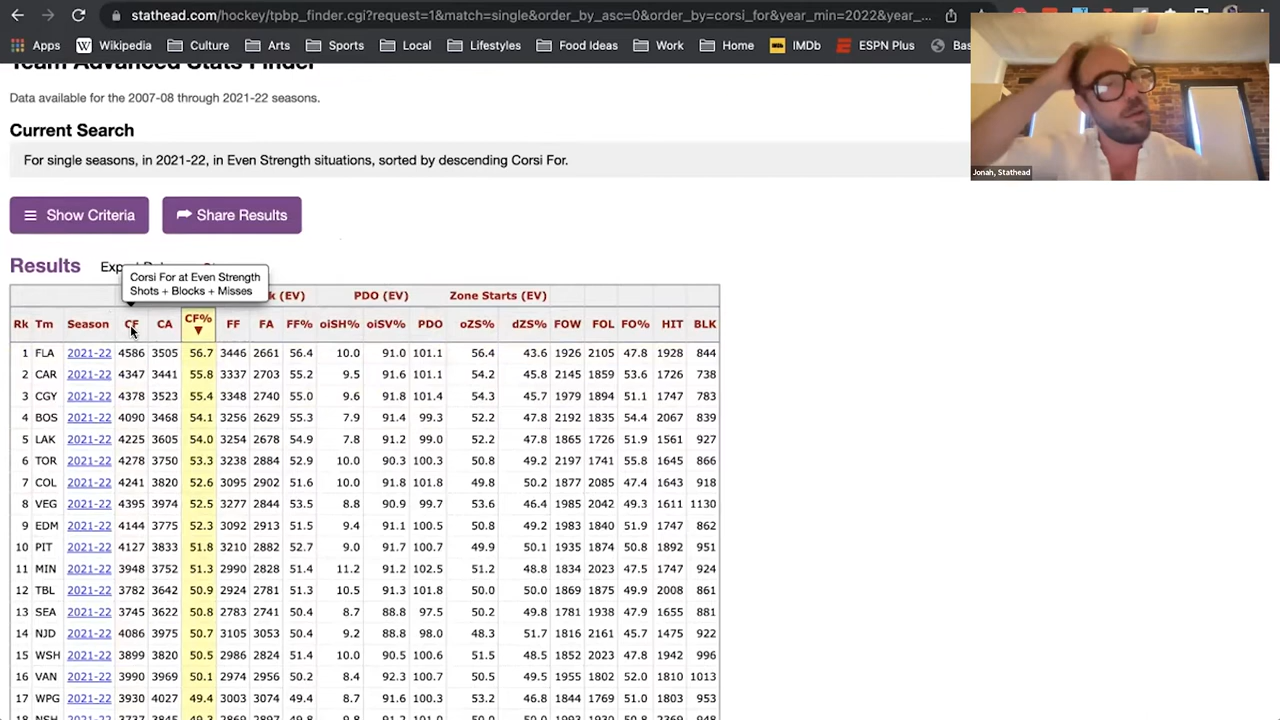 stathead.com/hockey/tpbp_finder.cgi?request=1&match=single&order_by_asc=0&order_by=corsi_for&year_min=2022&year_...
Apps Wikipedia Culture Arts Sports Local Lifestyles Food Ideas Work Home IMDb ESPN Plus Bas
Team Advanced Stats Finder
Data available for the 2007-08 through 2021-22 seasons.
Jonah, Stathead
Current Search
For single seasons, in 2021-22, in Even Strength situations, sorted by descending Corsi For.
Show Criteria Share Results
Results
Corsi For at Even Strength
Shots + Blocks + Misses
k (EV) PDO (EV) Zone Starts (EV)
Rk Tm Season CF CA CF% ▼ FF FA FF% oiSH% oiSV% PDO oZS% dZS% FOW FOL FO% HIT BLK
1 FLA 2021-22 4586 3505 56.7 3446 2661 56.4 10.0 91.0 101.1 56.4 43.6 1926 2105 47.8 1928 844
2 CAR 2021-22 4347 3441 55.8 3337 2703 55.2 9.5 91.6 101.1 54.2 45.8 2145 1859 53.6 1726 738
3 CGY 2021-22 4378 3523 55.4 3348 2740 55.0 9.6 91.8 101.4 54.3 45.7 1979 1894 51.1 1747 783
4 BOS 2021-22 4090 3468 54.1 3256 2629 55.3 7.9 91.4 99.3 52.2 47.8 2192 1835 54.4 2067 839
5 LAK 2021-22 4225 3605 54.0 3254 2678 54.9 7.8 91.2 99.0 52.2 47.8 1865 1726 51.9 1561 927
6 TOR 2021-22 4278 3750 53.3 3238 2884 52.9 10.0 90.3 100.3 50.8 49.2 2197 1741 55.8 1645 866
7 COL 2021-22 4241 3820 52.6 3095 2902 51.6 10.0 91.8 101.8 49.8 50.2 1877 2085 47.4 1643 918
8 VEG 2021-22 4395 3974 52.5 3277 2844 53.5 8.8 90.9 99.7 53.6 46.4 1985 2042 49.3 1611 1130
9 EDM 2021-22 4144 3775 52.3 3092 2913 51.5 9.4 91.1 100.5 50.8 49.2 1983 1840 51.9 1747 862
10 PIT 2021-22 4127 3833 51.8 3210 2882 52.7 9.0 91.7 100.7 49.9 50.1 1935 1874 50.8 1892 951
11 MIN 2021-22 3948 3752 51.3 2990 2828 51.4 11.2 91.2 102.5 51.2 48.8 1834 2023 47.5 1747 924
12 TBL 2021-22 3782 3642 50.9 2924 2781 51.3 10.5 91.3 101.8 50.0 50.0 1869 1875 49.9 2008 861
13 SEA 2021-22 3745 3622 50.8 2783 2741 50.4 8.7 88.8 97.5 50.2 49.8 1781 1938 47.9 1655 881
14 NJD 2021-22 4086 3975 50.7 3105 3053 50.4 9.2 88.8 98.0 48.3 51.7 1816 2161 45.7 1475 922
15 WSH 2021-22 3899 3820 50.5 2986 2824 51.4 10.0 90.5 100.6 51.5 48.5 1852 2023 47.8 1942 996
16 VAN 2021-22 3990 3969 50.1 2974 2956 50.2 8.4 92.3 100.7 50.5 49.5 1955 1802 52.0 1810 1013
17 WPG 2021-22 3930 4027 49.4 3003 3074 49.4 8.7 91.6 100.3 53.2 46.8 1844 1769 51.0 1803 953